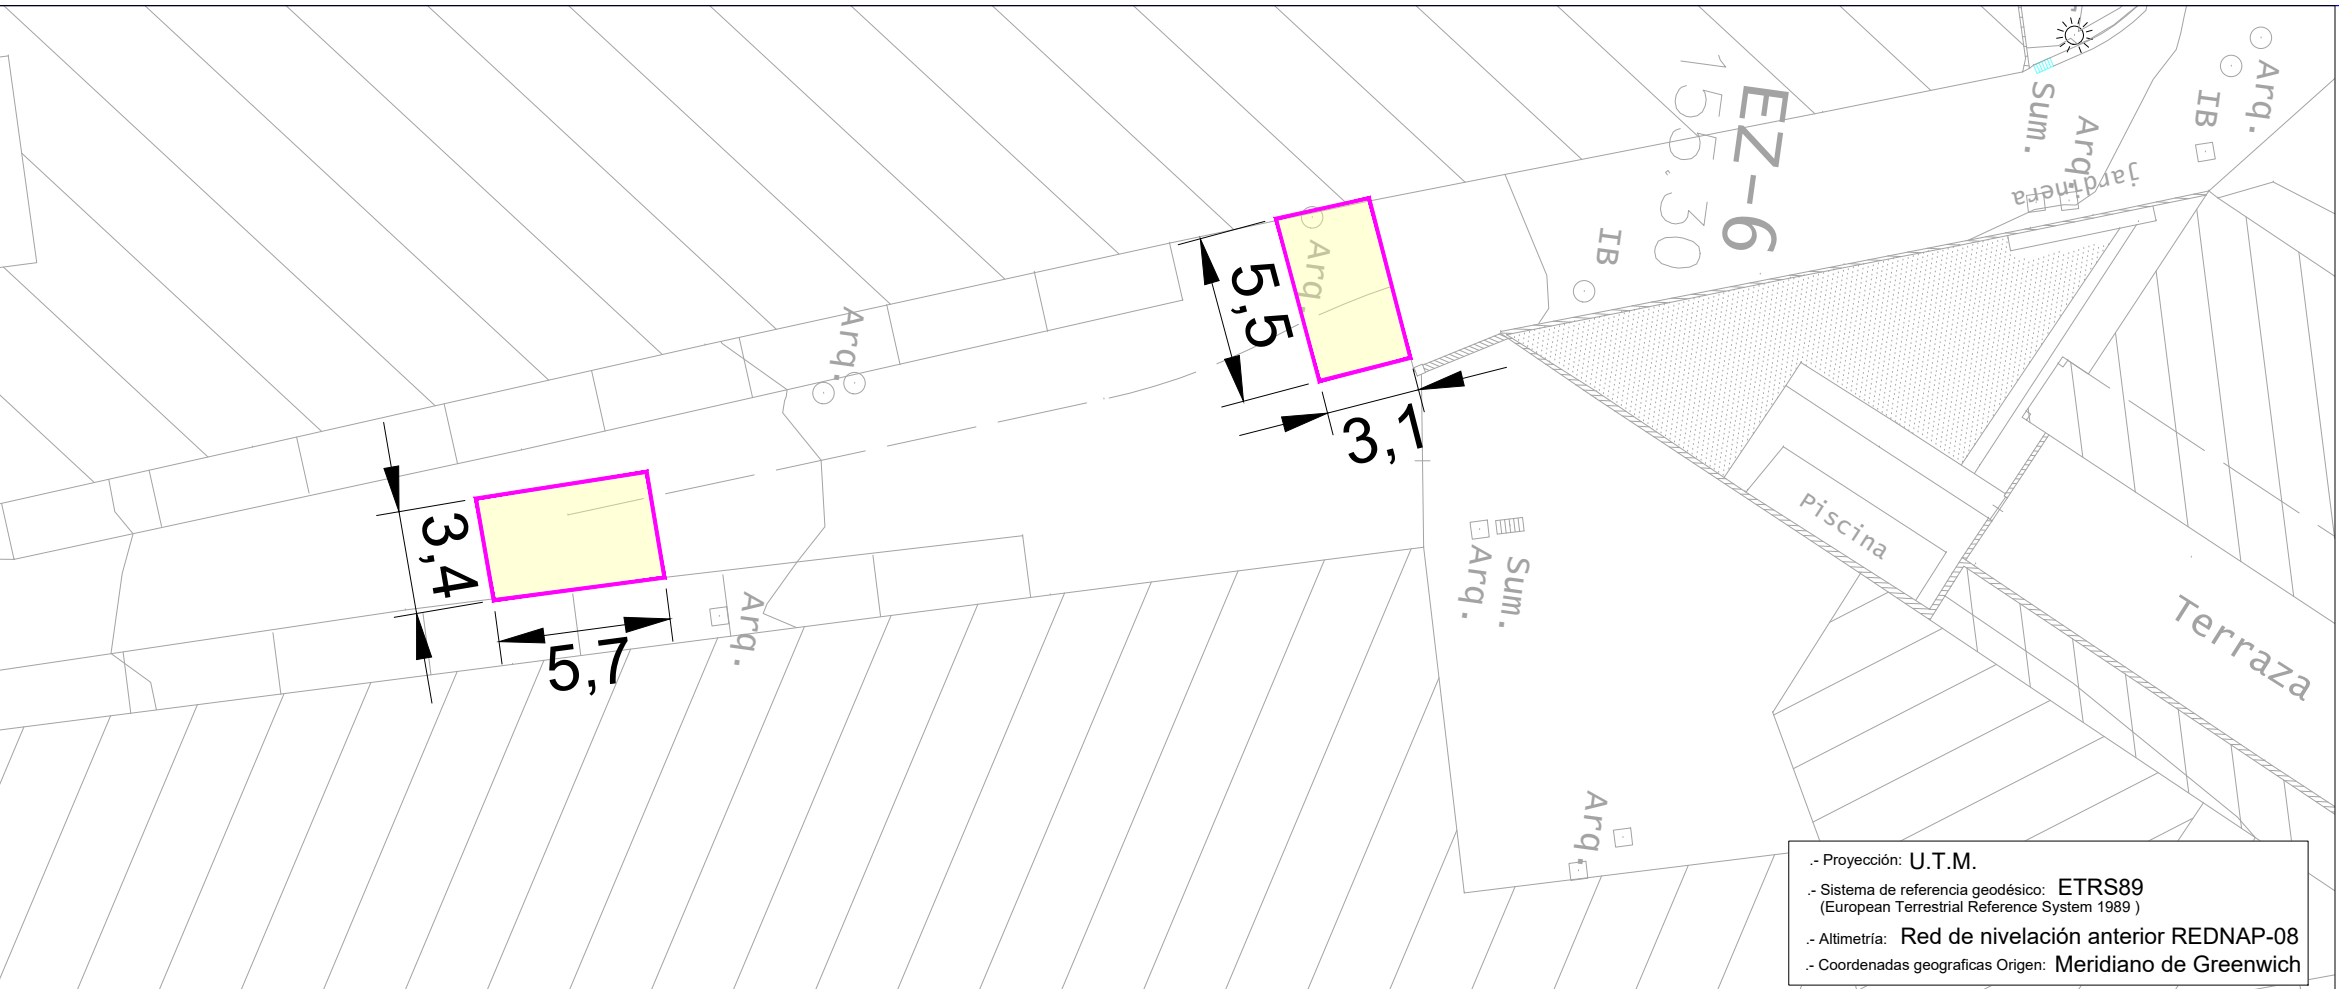 EZ-6
155.30
IB
Arq.
IB
Sum.
Arq.
jardinera
Arq.
5,5
3,1
Arq.
3,4
5,7
Arq.
Arq.
Sum.
Piscina
Terraza
Arq.
.- Proyección: U.T.M.
.- Sistema de referencia geodésico: ETRS89
(European Terrestrial Reference System 1989 )
.- Altimetría: Red de nivelación anterior REDNAP-08
.- Coordenadas geograficas Origen: Meridiano de Greenwich